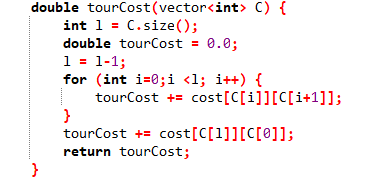 double tourCost(vector<int> C) {
int l = C.size();
double tourCost = 0.0;
l = l-1;
for (int i=0;i <l; i++) {
tourCost += cost[C[i]][C[i+1]];
}
tourCost += cost[C[l]][C[0]];
return tourCost;
}